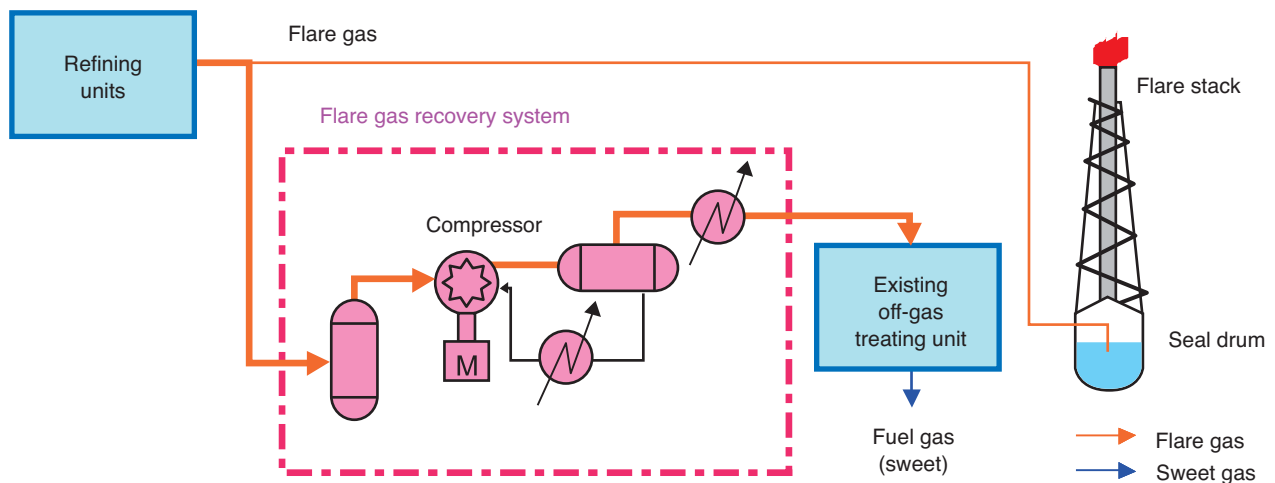 Refining
units
Flare gas
Flare stack
Flare gas recovery system
Compressor
M
Existing
off-gas
treating unit
Seal drum
Fuel gas
(sweet)
Flare gas
Sweet gas